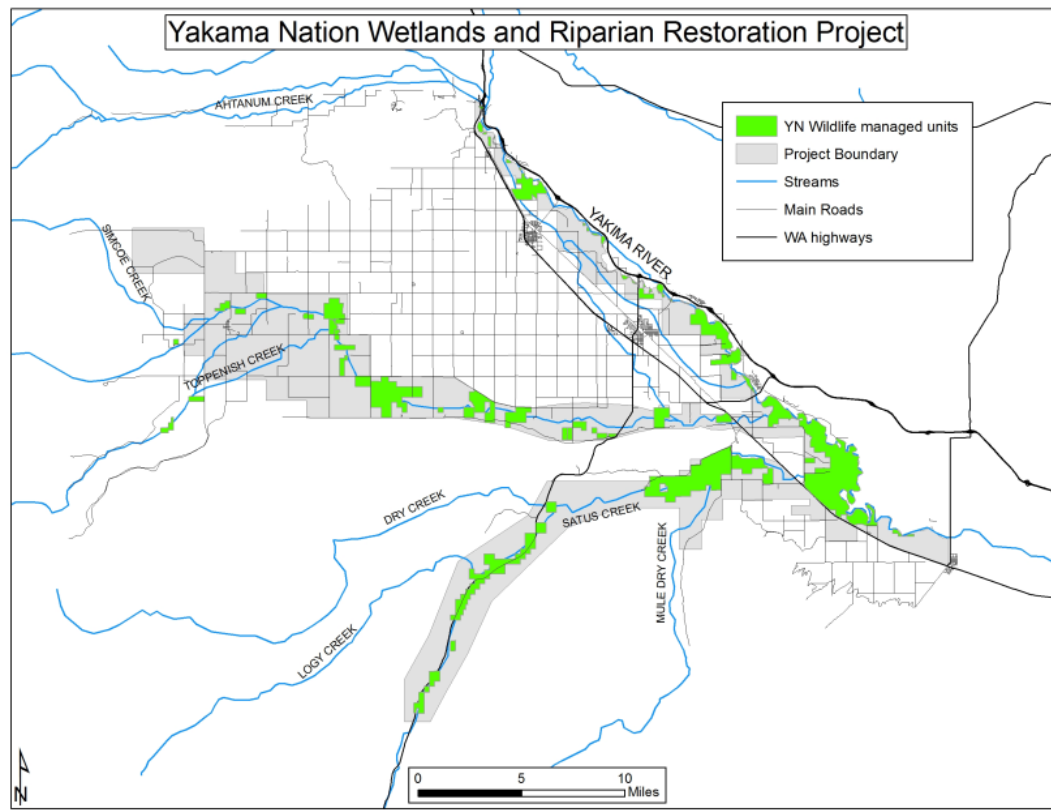 Yakama Nation Wetlands and Riparian Restoration Project
AHTANUM CREEK
YN Wildlife managed units
Project Boundary
Streams
Main Roads
WA highways
YAKIMA RIVER
SIMCOE CREEK
TOPPENISH CREEK
DRY CREEK
SATUS CREEK
MULE DRY CREEK
LOGY CREEK
N
0 5 10
Miles